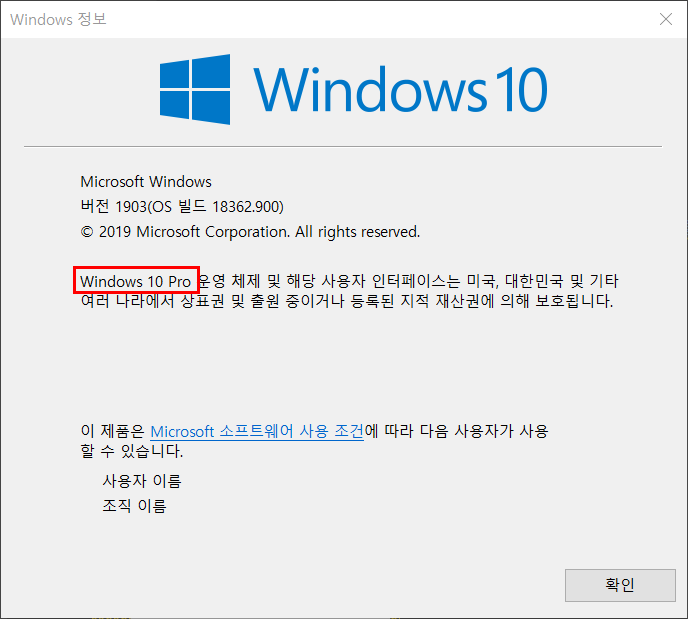 Windows 정보
Windows 10
Microsoft Windows
버전 1903(OS 빌드 18362.900)
© 2019 Microsoft Corporation. All rights reserved.
Windows 10 Pro 운영 체제 및 해당 사용자 인터페이스는 미국, 대한민국 및 기타
여러 나라에서 상표권 및 출원 중이거나 등록된 지적 재산권에 의해 보호됩니다.
이 제품은 Microsoft 소프트웨어 사용 조건에 따라 다음 사용자가 사용
할 수 있습니다.
사용자 이름
조직 이름
확인